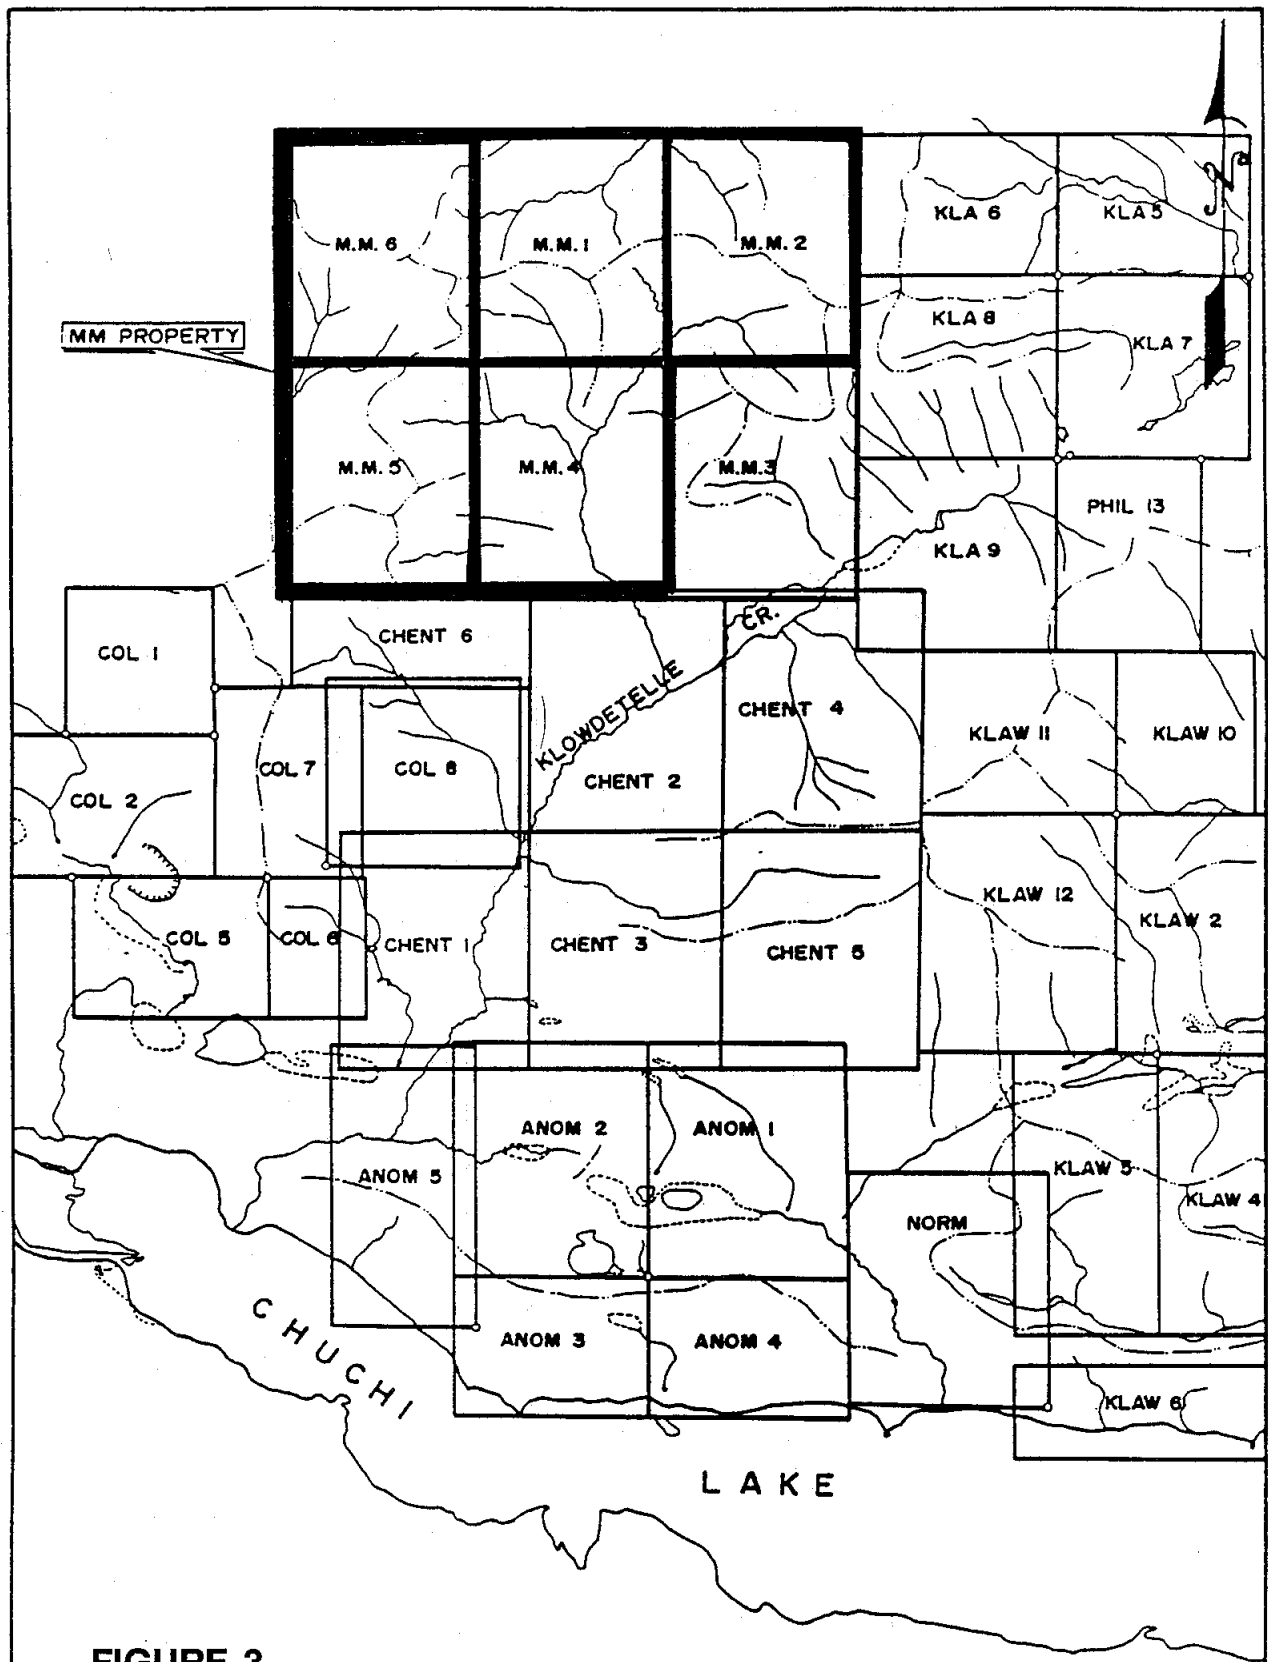 N
KLA 6
KLA 5
M.M. 6
M.M. 1
M.M. 2
KLA 8
MM PROPERTY
KLA 7
M.M. 5
M.M. 4
M.M. 3
PHIL 13
KLA 9
CR.
CHENT 6
COL 1
KLOWDETELLE
CHENT 4
KLAW 11
KLAW 10
COL 7
COL 8
CHENT 2
COL 2
KLAW 12
KLAW 2
COL 5
COL 6
CHENT 1
CHENT 3
CHENT 5
ANOM 2
ANOM 1
ANOM 5
KLAW 5
KLAW 4
NORM
CHUCHI
ANOM 3
ANOM 4
KLAW 6
LAKE
FIGURE 3